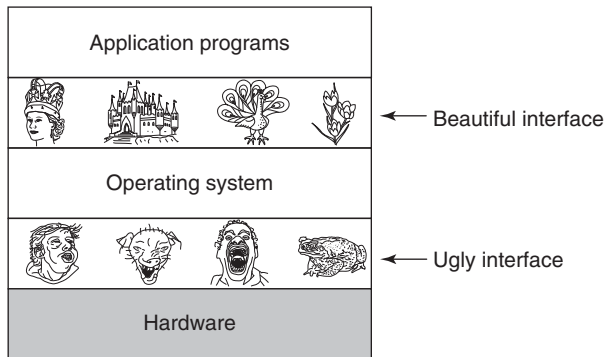 Application programs
Beautiful interface
Operating system
Ugly interface
Hardware